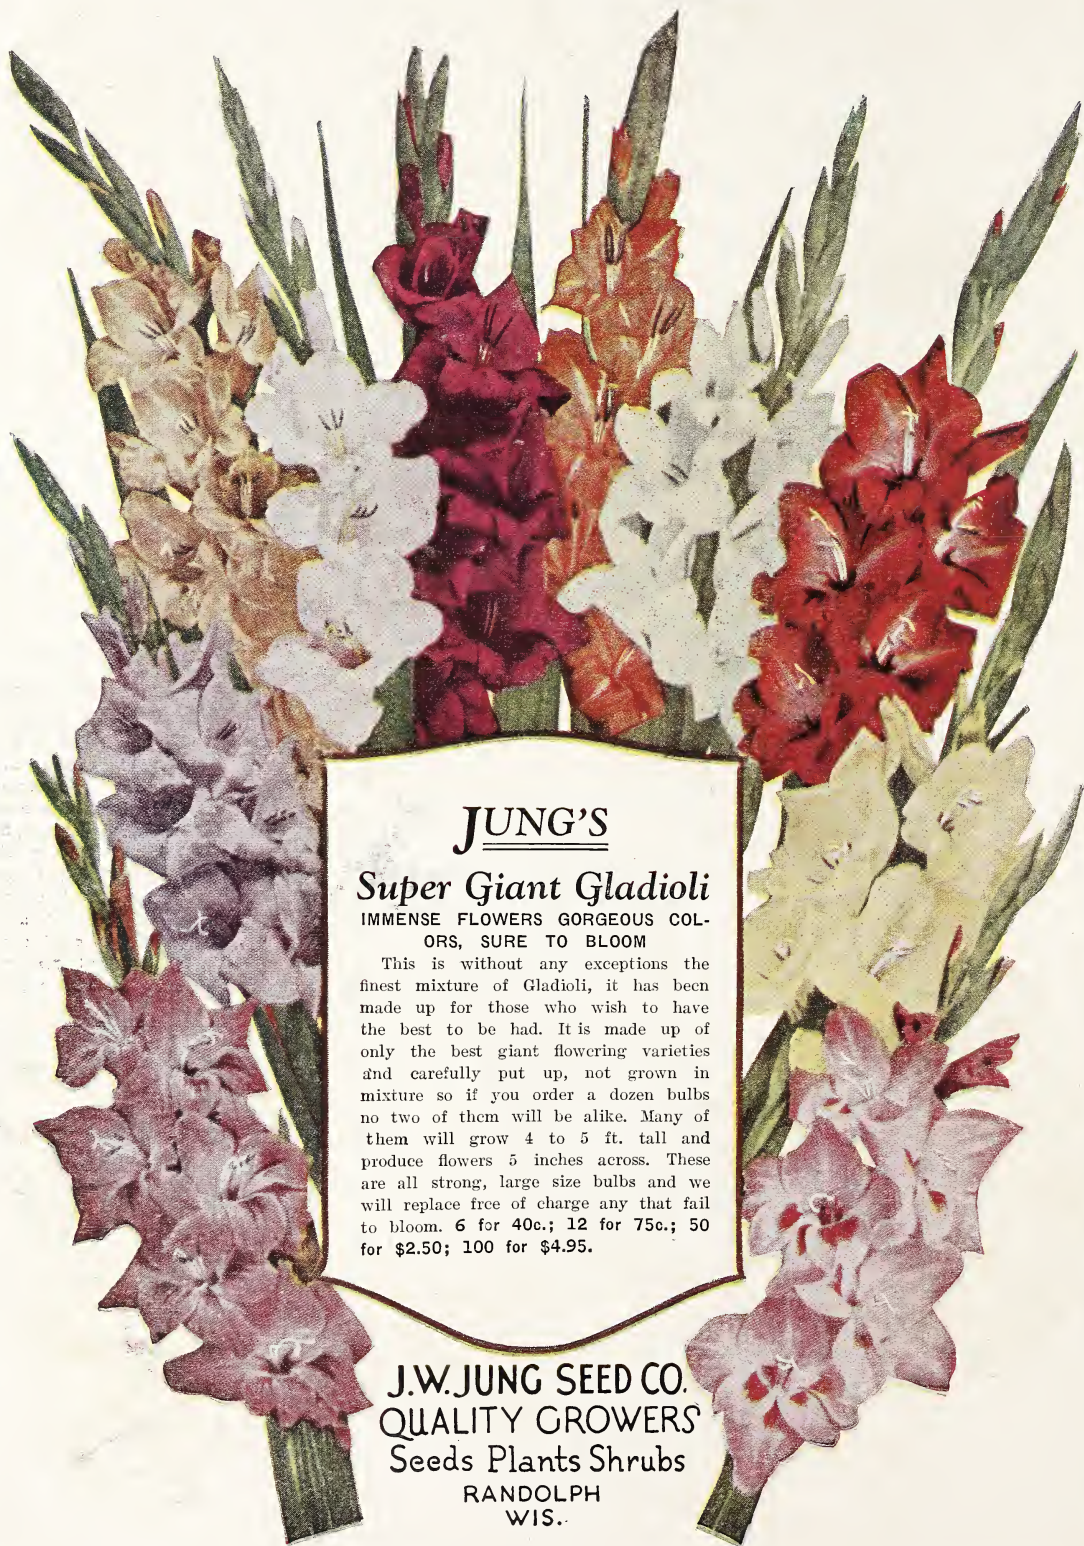 JUNG'S
Super Giant Gladioli
IMMENSE FLOWERS GORGEOUS COL-
ORS, SURE TO BLOOM
This is without any exceptions the
finest mixture of Gladioli, it has been
made up for those who wish to have
the best to be had. It is made up of
only the best giant flowering varieties
and carefully put up, not grown in
mixture so if you order a dozen bulbs
no two of them will be alike. Many of
them will grow 4 to 5 ft. tall and
produce flowers 5 inches across. These
are all strong, large size bulbs and we
will replace free of charge any that fail
to bloom. 6 for 40c.; 12 for 75c.; 50
for $2.50; 100 for $4.95.
J.W. JUNG SEED CO.
QUALITY GROWERS
Seeds Plants Shrubs
RANDOLPH
WIS.